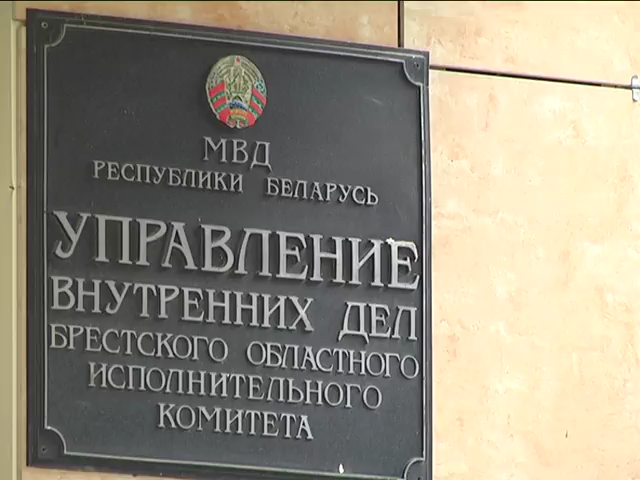 МВД
РЕСПУБЛИКИ БЕЛАРУСЬ
УПРАВЛЕНИЕ
ВНУТРЕННИХ ДЕЛ
БРЕСТСКОГО ОБЛАСТНОГО
ИСПОЛНИТЕЛЬНОГО
КОМИТЕТА